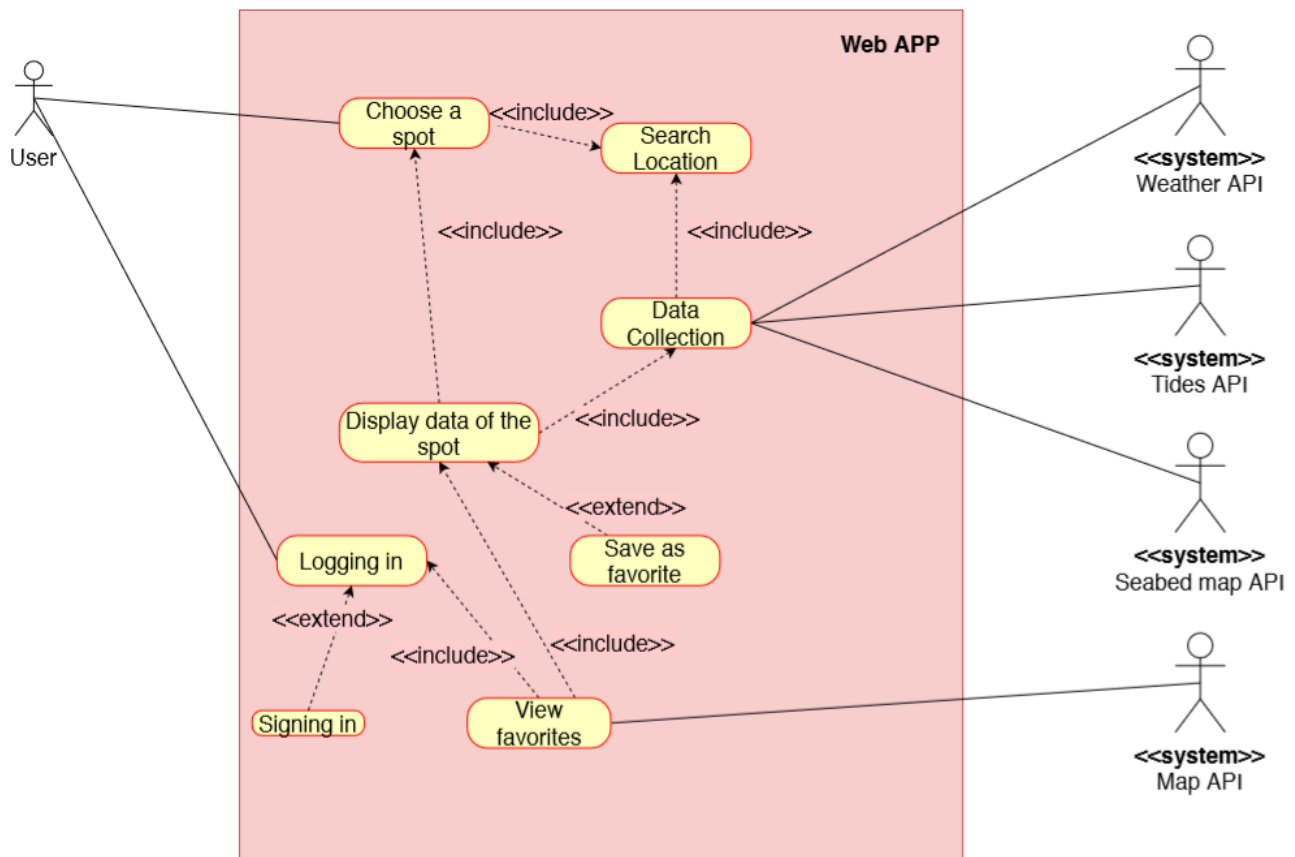 Web APP
User
Choose a
spot
<<include>>
Search
Location
<<system>>
Weather API
<<include>>
<<include>>
Data
Collection
<<system>>
Tides API
Display data of the
spot
<<include>>
<<extend>>
Save as
favorite
Logging in
<<system>>
Seabed map API
<<extend>>
<<include>>
<<include>>
Signing in
View
favorites
<<system>>
Map API